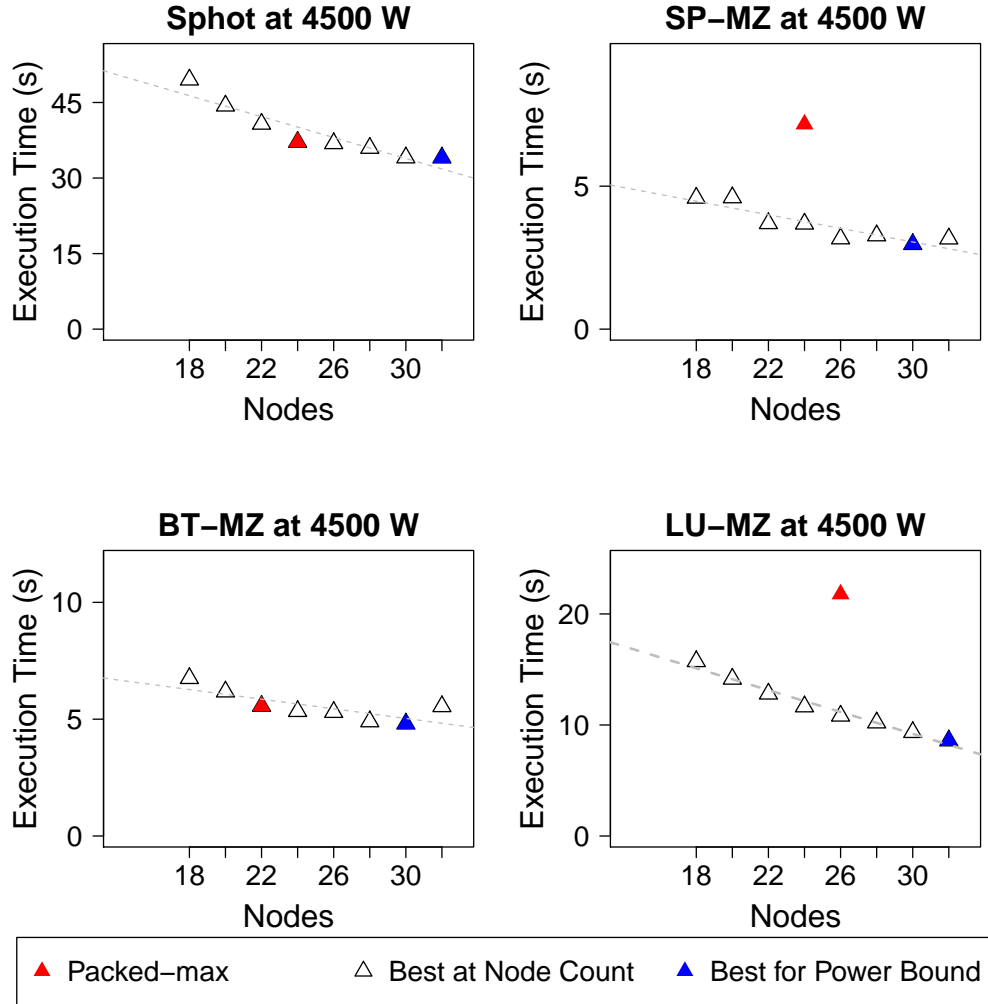 Sphot at 4500 W
Execution Time (s)
45
30
15
0
18 22 26 30
Nodes
SP−MZ at 4500 W
Execution Time (s)
5
0
18 22 26 30
Nodes
BT−MZ at 4500 W
Execution Time (s)
10
5
0
18 22 26 30
Nodes
LU−MZ at 4500 W
Execution Time (s)
20
10
0
18 22 26 30
Nodes
Packed−max Best at Node Count Best for Power Bound